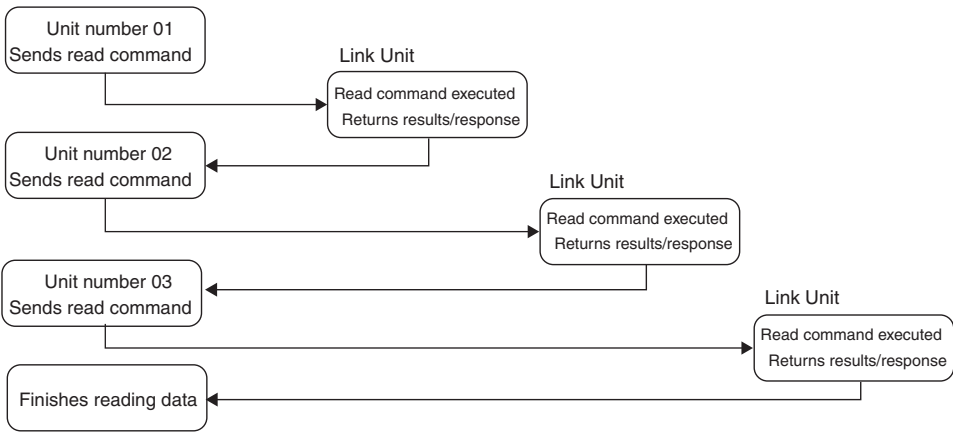 Unit number 01
Sends read command
Link Unit
Read command executed
Returns results/response
Unit number 02
Sends read command
Link Unit
Read command executed
Returns results/response
Unit number 03
Sends read command
Link Unit
Read command executed
Returns results/response
Finishes reading data